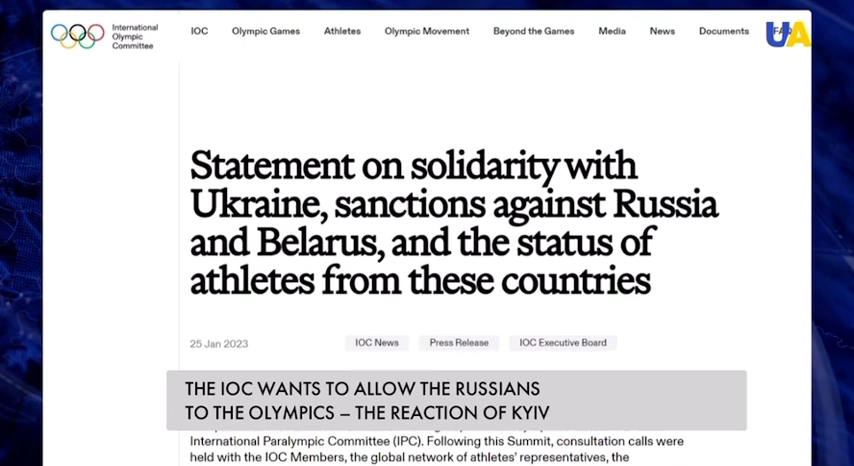 International
Olympic
Committee
IOC Olympic Games Athletes Olympic Movement Beyond the Games Media News Documents FAQ
UA
Statement on solidarity with
Ukraine, sanctions against Russia
and Belarus, and the status of
athletes from these countries
25 Jan 2023 IOC News Press Release IOC Executive Board
THE IOC WANTS TO ALLOW THE RUSSIANS
TO THE OLYMPICS – THE REACTION OF KYIV
International Paralympic Committee (IPC). Following this Summit, consultation calls were
held with the IOC Members, the global network of athletes' representatives, the